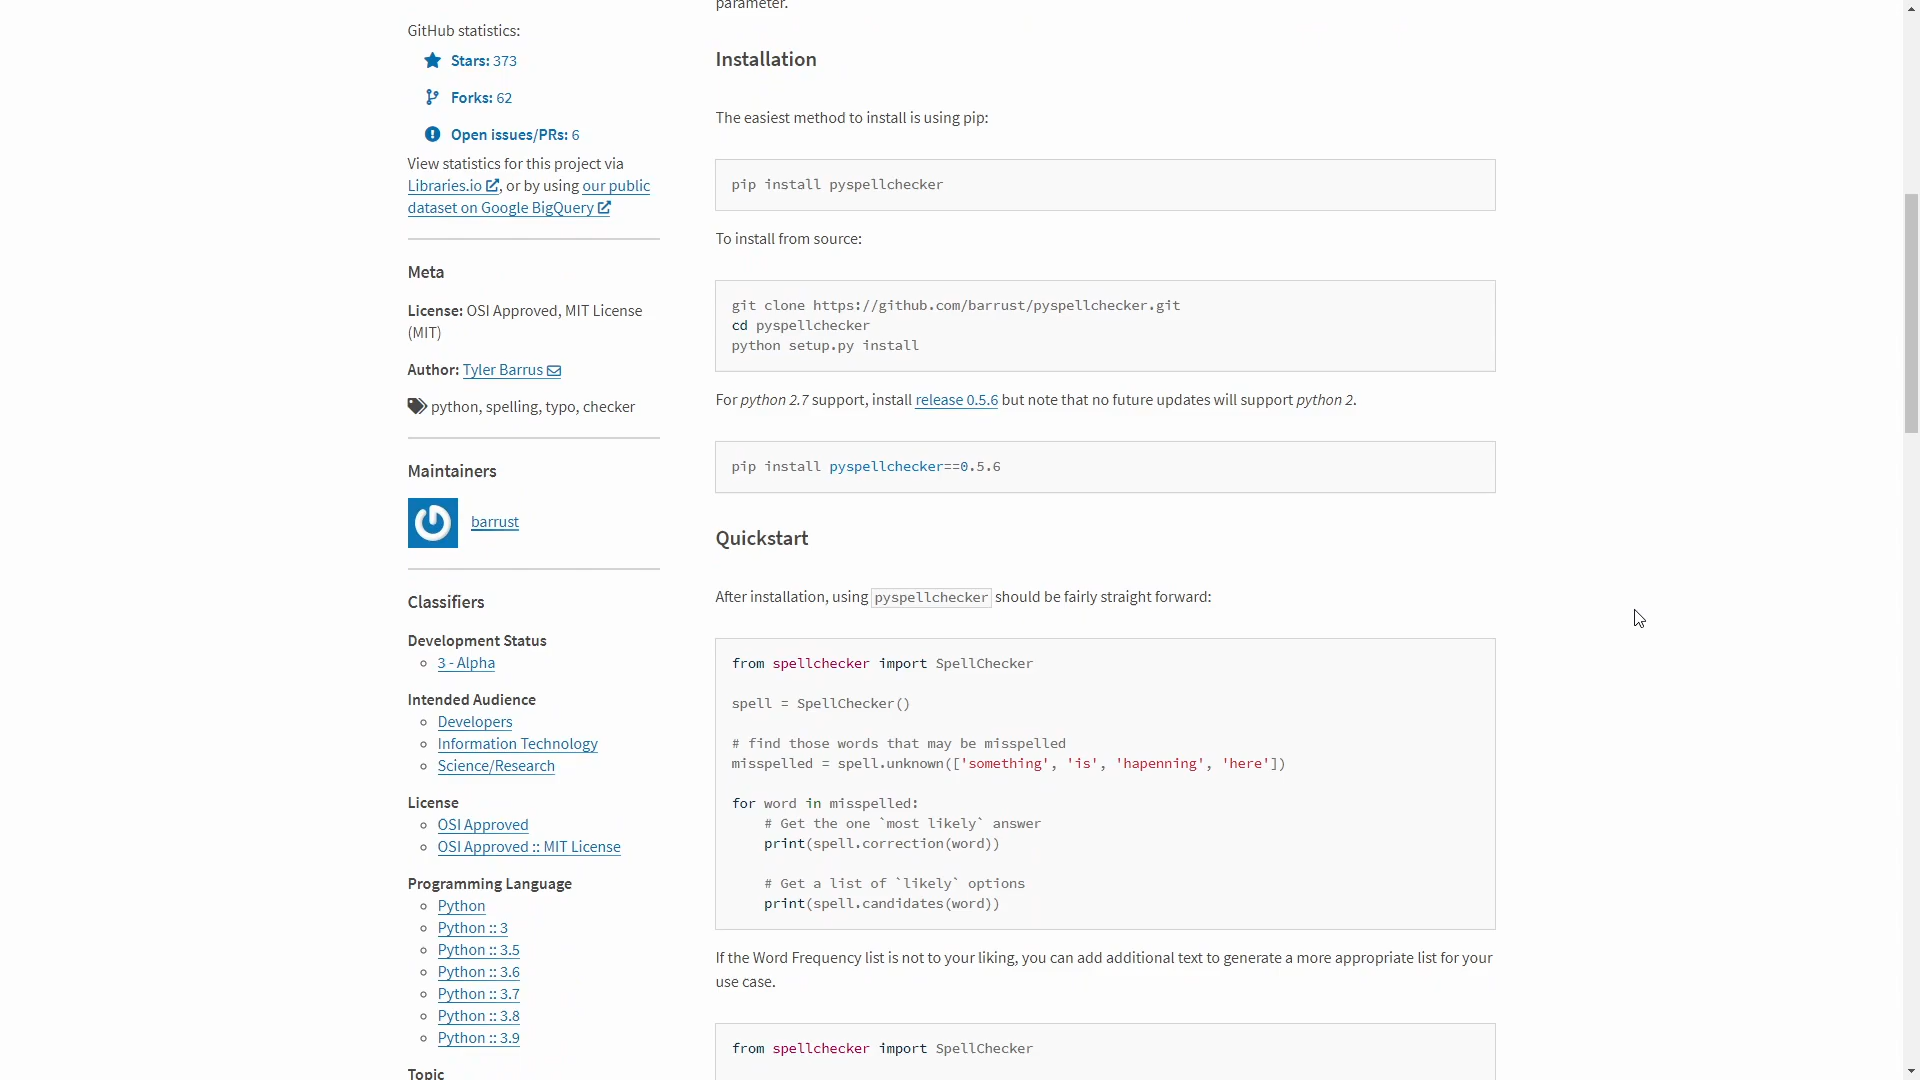 GitHub statistics:
Stars: 373
Forks: 62
Open issues/PRs: 6
View statistics for this project via
Libraries.io, or by using our public
dataset on Google BigQuery
Meta
License: OSI Approved, MIT License
(MIT)
Author: Tyler Barrus
python, spelling, typo, checker
Maintainers
barrust
Classifiers
Development Status
3 - Alpha
Intended Audience
Developers
Information Technology
Science/Research
License
OSI Approved
OSI Approved :: MIT License
Programming Language
Python
Python :: 3
Python :: 3.5
Python :: 3.6
Python :: 3.7
Python :: 3.8
Python :: 3.9
Topic
parameter.
Installation
The easiest method to install is using pip:
pip install pyspellchecker
To install from source:
git clone https://github.com/barrust/pyspellchecker.git
cd pyspellchecker
python setup.py install
For python 2.7 support, install release 0.5.6 but note that no future updates will support python 2.
pip install pyspellchecker==0.5.6
Quickstart
After installation, using pyspellchecker should be fairly straight forward:
from spellchecker import SpellChecker
spell = SpellChecker()
# find those words that may be misspelled
misspelled = spell.unknown(['something', 'is', 'hapenning', 'here'])
for word in misspelled:
    # Get the one `most likely` answer
    print(spell.correction(word))
    # Get a list of `likely` options
    print(spell.candidates(word))
If the Word Frequency list is not to your liking, you can add additional text to generate a more appropriate list for your
use case.
from spellchecker import SpellChecker